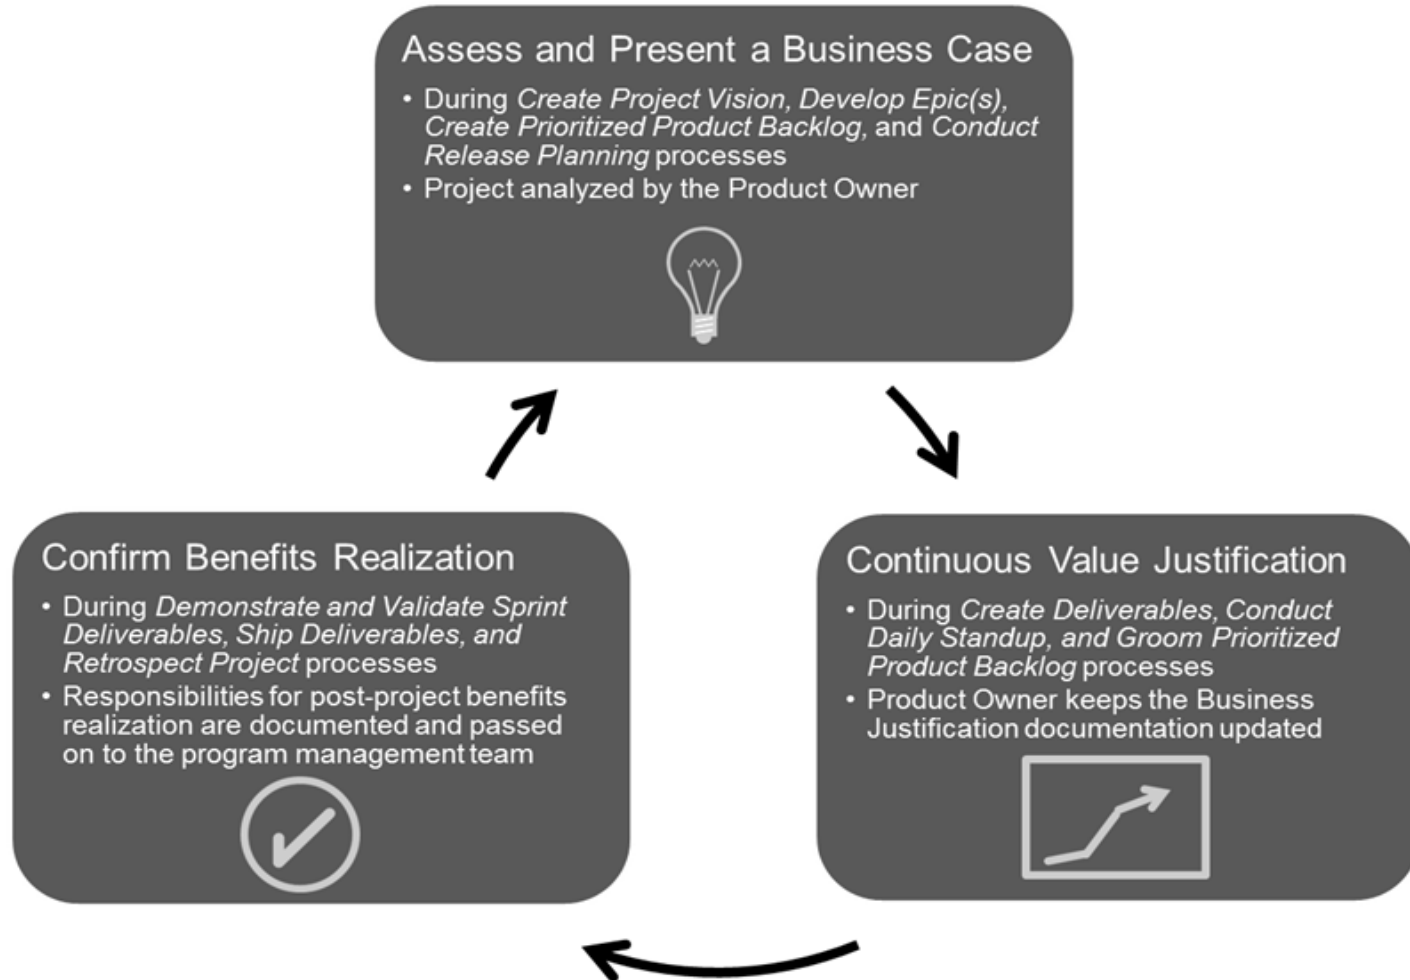 Assess and Present a Business Case
• During Create Project Vision, Develop Epic(s),
Create Prioritized Product Backlog, and Conduct
Release Planning processes
• Project analyzed by the Product Owner
Confirm Benefits Realization
• During Demonstrate and Validate Sprint
Deliverables, Ship Deliverables, and
Retrospect Project processes
• Responsibilities for post-project benefits
realization are documented and passed
on to the program management team
Continuous Value Justification
• During Create Deliverables, Conduct
Daily Standup, and Groom Prioritized
Product Backlog processes
• Product Owner keeps the Business
Justification documentation updated